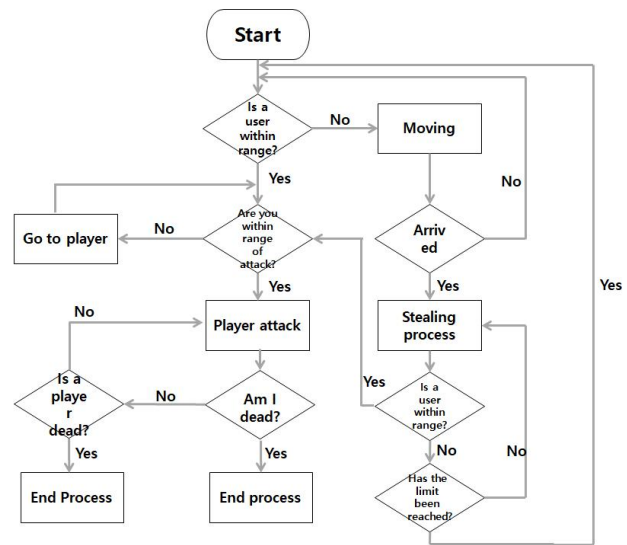 Start
Is a
user
within
range?
No
Moving
Yes
No
Are you
within
range
of
attack?
No
Go to player
Arriv
ed
Yes
Yes
Yes
No
Player attack
Stealing
process
Is a
playe
r
dead?
No
Am I
dead?
Yes
Is a
user
within
range?
Yes
Yes
No
No
End Process
End process
Has the
limit
been
reached?